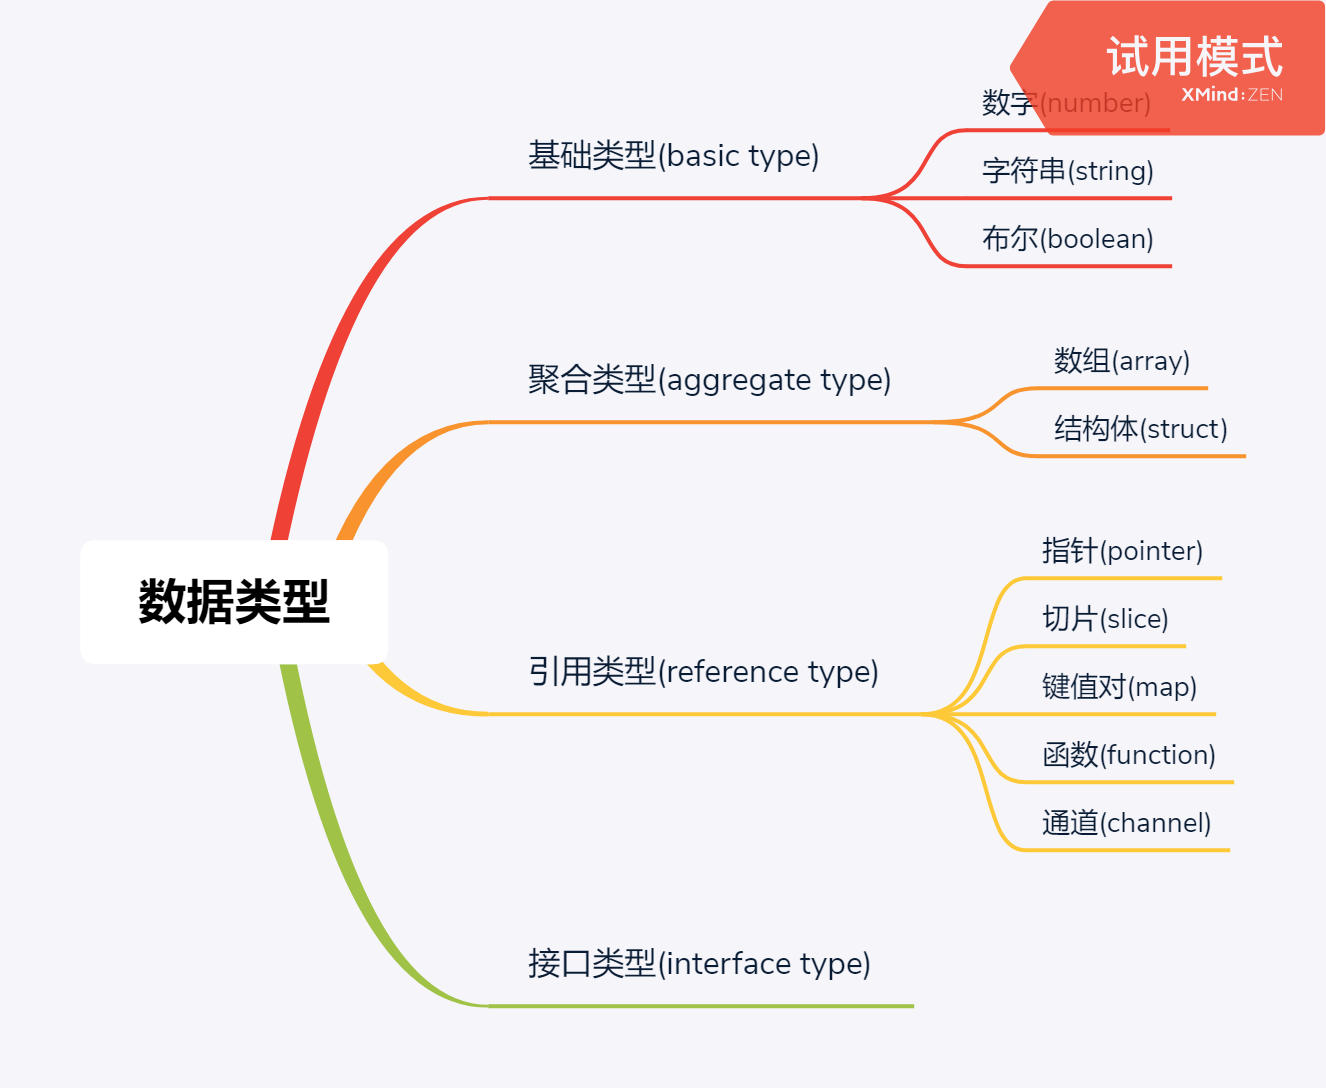 试用模式
XMind:ZEN
数字(number)
基础类型(basic type)
字符串(string)
布尔(boolean)
聚合类型(aggregate type)
数组(array)
结构体(struct)
数据类型
引用类型(reference type)
指针(pointer)
切片(slice)
键值对(map)
函数(function)
通道(channel)
接口类型(interface type)